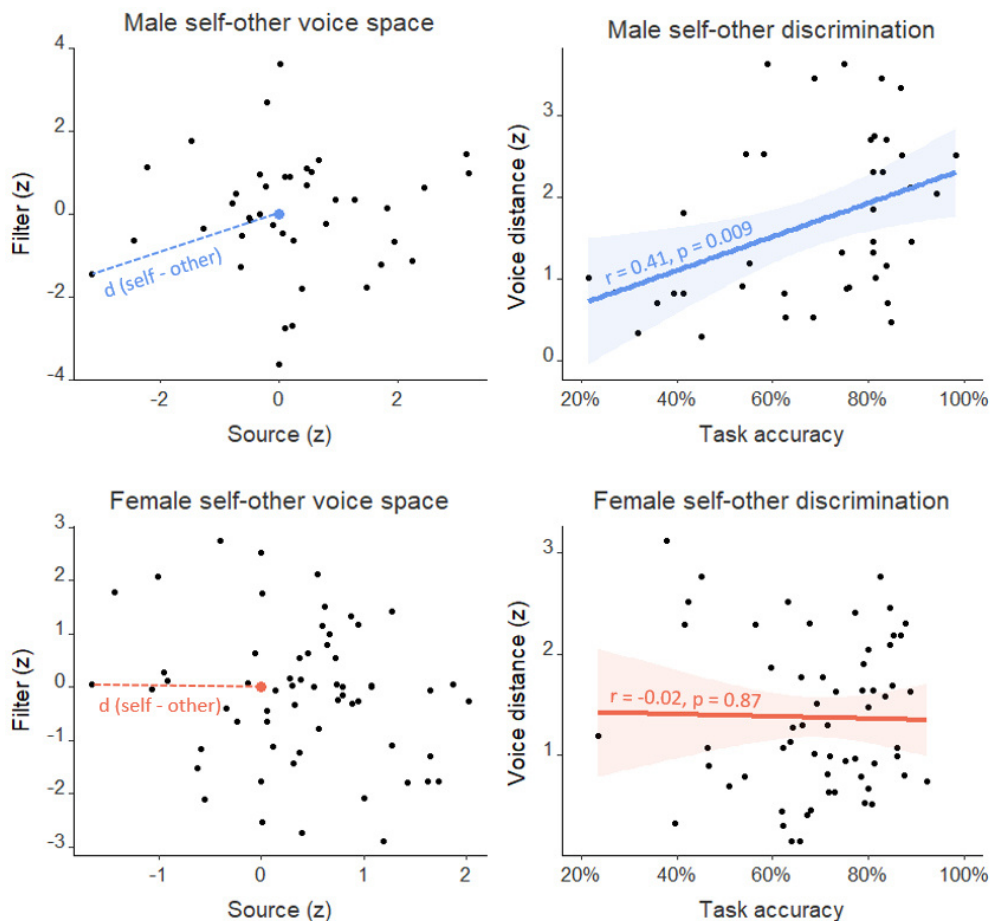 Male self-other voice space
Filter (z)
4
2
0
-2
-4
d (self - other)
-2
0
2
Source (z)
Male self-other discrimination
Voice distance (z)
3
2
1
0
r = 0.41, p = 0.009
20%
40%
60%
80%
100%
Task accuracy
Female self-other voice space
Filter (z)
3
2
1
0
-1
-2
-3
d (self - other)
-1
0
1
2
Source (z)
Female self-other discrimination
Voice distance (z)
3
2
1
r = -0.02, p = 0.87
20%
40%
60%
80%
100%
Task accuracy